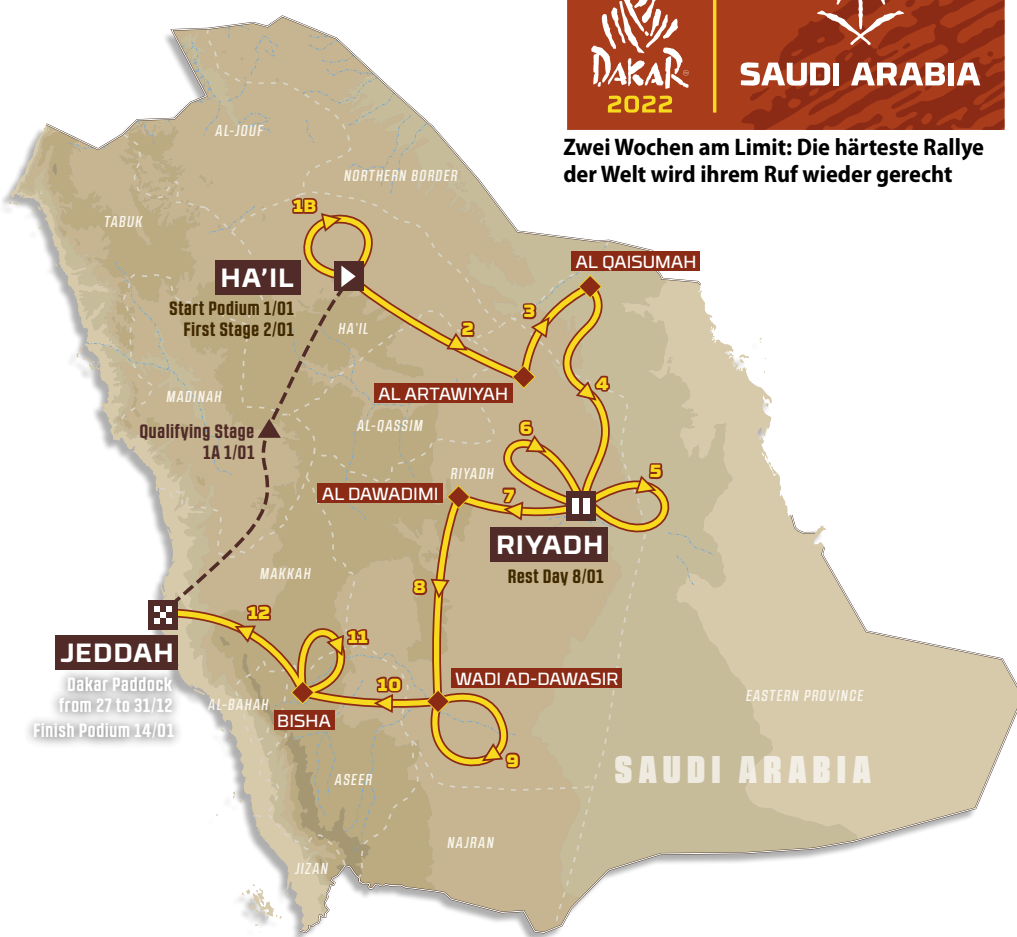 DAKAR®
2022
SAUDI ARABIA
Zwei Wochen am Limit: Die härteste Rallye
der Welt wird ihrem Ruf wieder gerecht
AL-JOUF
NORTHERN BORDER
TABUK
1B
AL QAISUMAH
HA'IL
Start Podium 1/01
First Stage 2/01
HA'IL
2
3
4
AL ARTAWIYAH
MADINAH
AL-QASSIM
Qualifying Stage
1A 1/01
6
5
RIYADH
AL DAWADIMI
7
RIYADH
Rest Day 8/01
MAKKAH
8
12
11
JEDDAH
Dakar Paddock
from 27 to 31/12
Finish Podium 14/01
AL-BAHAH
BISHA
10
WADI AD-DAWASIR
9
EASTERN PROVINCE
SAUDI ARABIA
ASEER
NAJRAN
JIZAN